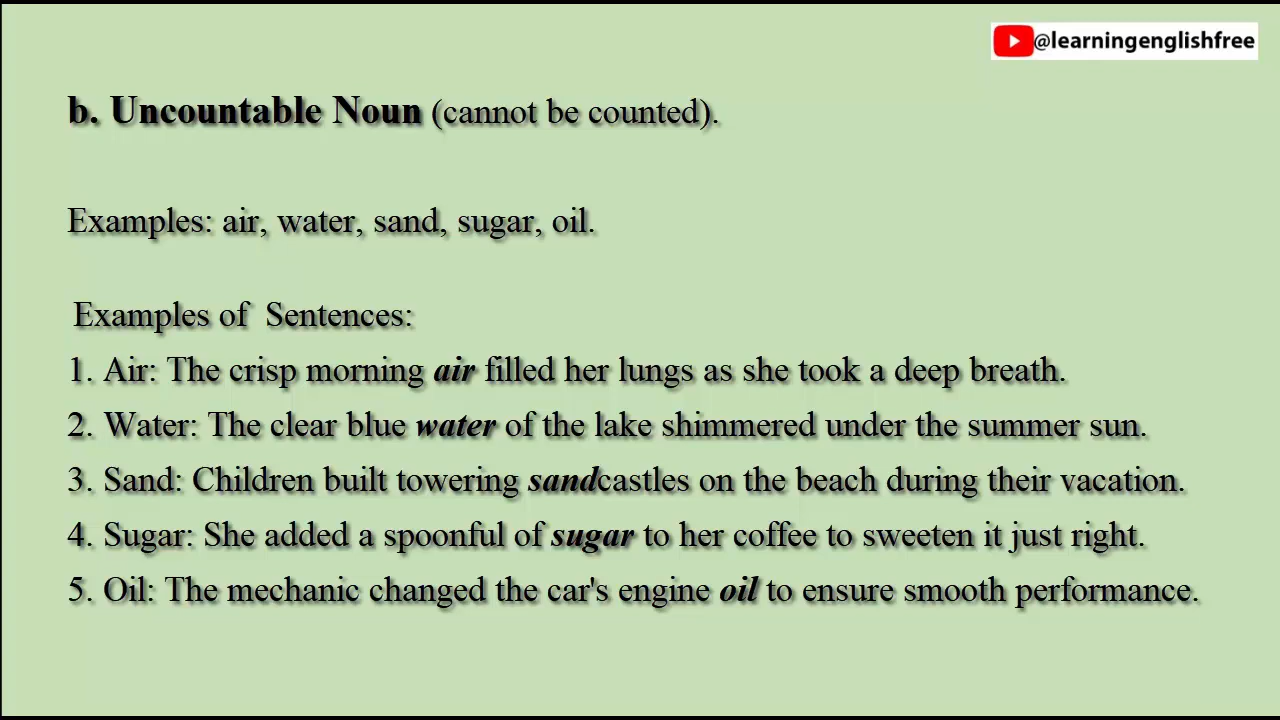 @learningenglishfree
b. Uncountable Noun (cannot be counted).
Examples: air, water, sand, sugar, oil.
Examples of Sentences:
1. Air: The crisp morning air filled her lungs as she took a deep breath.
2. Water: The clear blue water of the lake shimmered under the summer sun.
3. Sand: Children built towering sandcastles on the beach during their vacation.
4. Sugar: She added a spoonful of sugar to her coffee to sweeten it just right.
5. Oil: The mechanic changed the car's engine oil to ensure smooth performance.